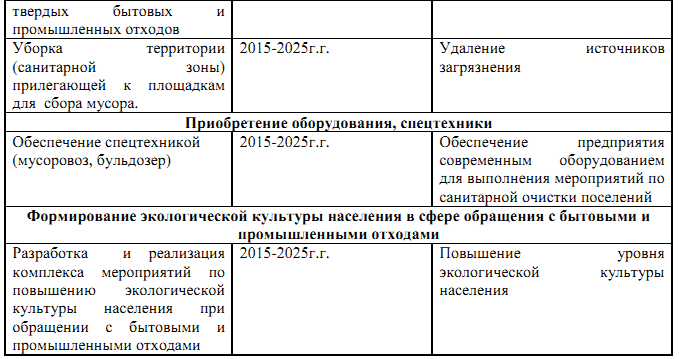 твердых бытовых и
промышленных отходов
Уборка территории 2015-2025г.г. Удаление источников
(санитарной зоны) загрязнения
прилегающей к площадкам
для сбора мусора.
Приобретение оборудования, спецтехники
Обеспечение спецтехникой 2015-2025г.г. Обеспечение предприятия
(мусоровоз, бульдозер) современным оборудованием
для выполнения мероприятий по
санитарной очистки поселений
Формирование экологической культуры населения в сфере обращения с бытовыми и
промышленными отходами
Разработка и реализация 2015-2025г.г. Повышение уровня
комплекса мероприятий по экологической культуры
повышению экологической населения
культуры населения при
обращении с бытовыми и
промышленными отходами